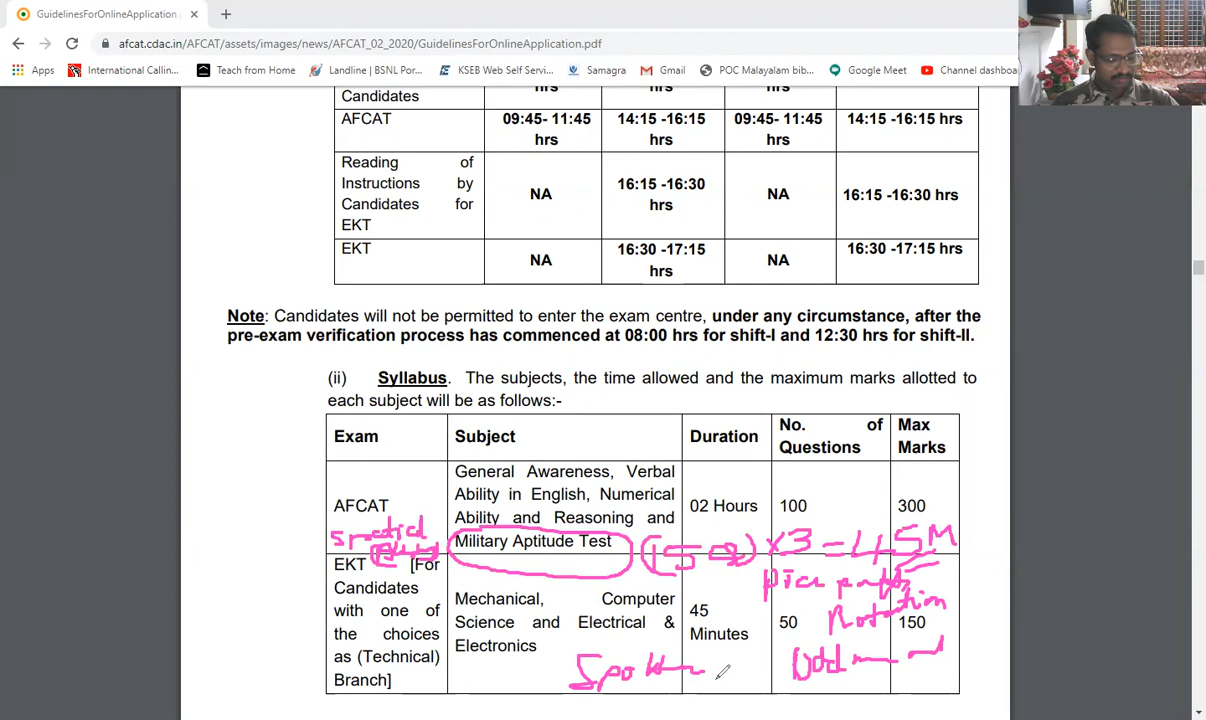 GuidelinesForOnlineApplication.p
afcat.cdac.in/AFCAT/assets/images/news/AFCAT_02_2020/GuidelinesForOnlineApplication.pdf
Apps International Callin... Teach from Home Landline | BSNL Por... KSEB Web Self Servi... Samagra Gmail POC Malayalam bib... Google Meet Channel dashboa
hrs hrs hrs
Candidates
AFCAT 09:45- 11:45 14:15 -16:15 09:45- 11:45 14:15 -16:15 hrs
hrs hrs hrs
Reading of
Instructions by
Candidates for
EKT
NA 16:15 -16:30 NA 16:15 -16:30 hrs
hrs
EKT NA 16:30 -17:15 NA 16:30 -17:15 hrs
hrs
Note: Candidates will not be permitted to enter the exam centre, under any circumstance, after the
pre-exam verification process has commenced at 08:00 hrs for shift-I and 12:30 hrs for shift-II.
(ii) Syllabus. The subjects, the time allowed and the maximum marks allotted to
each subject will be as follows:-
Exam Subject Duration No. of Questions Max Marks
AFCAT
General Awareness, Verbal
Ability in English, Numerical
Ability and Reasoning and
Military Aptitude Test
02 Hours 100 300
(15Q) x3 = 45M
EKT [For
Candidates
with one of
the choices
as (Technical)
Branch]
Mechanical, Computer
Science and Electrical &
Electronics
45
Minutes
50 150
Rotation
Odd